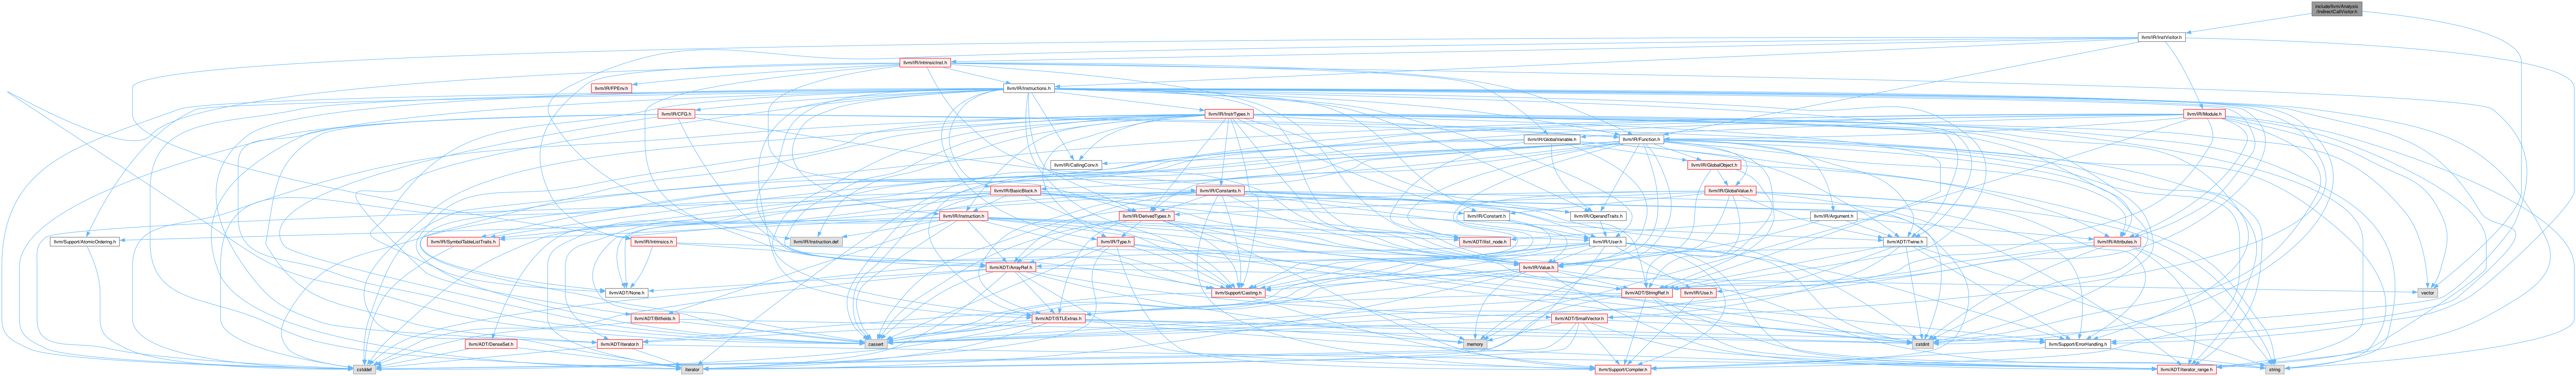 include/llvm/Analysis
/IndirectCallVisitor.h
llvm/IR/InstVisitor.h
llvm/IR/IntrinsicInst.h
llvm/IR/FPEnv.h
llvm/IR/Instructions.h
llvm/IR/CFG.h
llvm/IR/InstrTypes.h
llvm/IR/Module.h
llvm/IR/GlobalVariable.h
llvm/IR/Function.h
llvm/IR/CallingConv.h
llvm/IR/GlobalObject.h
llvm/IR/BasicBlock.h
llvm/IR/Constants.h
llvm/IR/GlobalValue.h
llvm/IR/Instruction.h
llvm/IR/DerivedTypes.h
llvm/IR/Constant.h
llvm/IR/OperandTraits.h
llvm/IR/Argument.h
llvm/Support/AtomicOrdering.h
llvm/IR/SymbolTableListTraits.h
llvm/IR/Intrinsics.h
llvm/IR/Instruction.def
llvm/IR/Type.h
llvm/ADT/ilist_node.h
llvm/IR/User.h
llvm/ADT/Twine.h
llvm/IR/Attributes.h
llvm/ADT/ArrayRef.h
llvm/IR/Value.h
llvm/ADT/None.h
llvm/Support/Casting.h
llvm/ADT/StringRef.h
llvm/IR/Use.h
vector
llvm/ADT/Bitfields.h
llvm/ADT/STLExtras.h
llvm/ADT/SmallVector.h
llvm/ADT/DenseSet.h
llvm/ADT/iterator.h
cassert
memory
cstdint
llvm/Support/ErrorHandling.h
cstddef
iterator
llvm/Support/Compiler.h
llvm/ADT/iterator_range.h
string